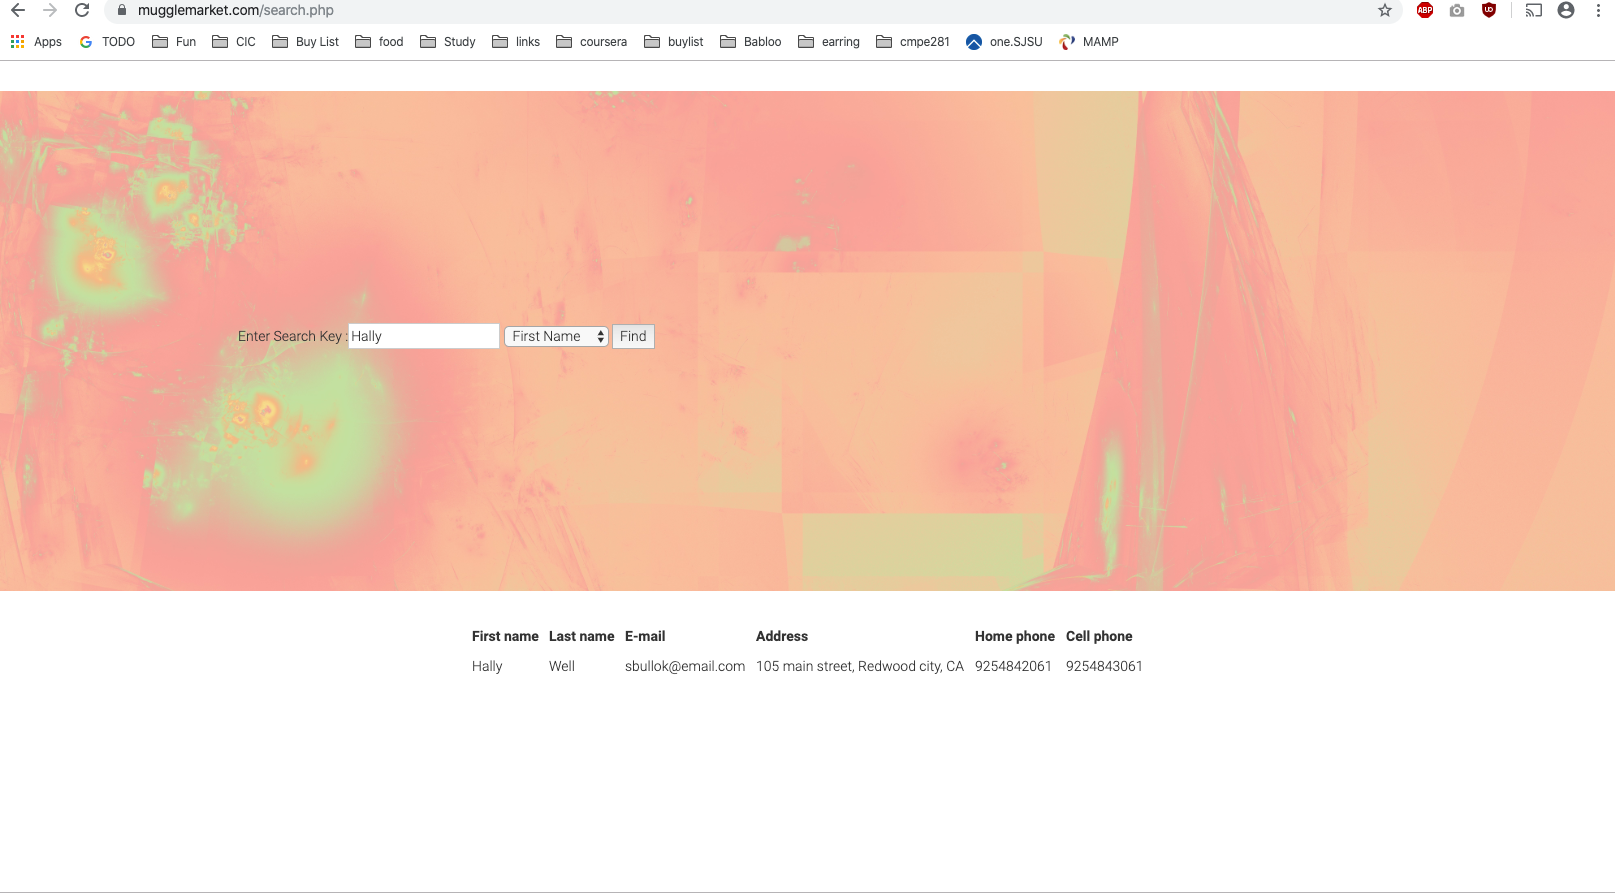 mugglemarket.com/search.php
ABP
UD
Apps TODO Fun CIC Buy List food Study links coursera buylist Babloo earring cmpe281 one.SJSU MAMP
Enter Search Key : Hally First Name Find
First name Last name E-mail Address Home phone Cell phone
Hally Well sbullok@email.com 105 main street, Redwood city, CA 9254842061 9254843061